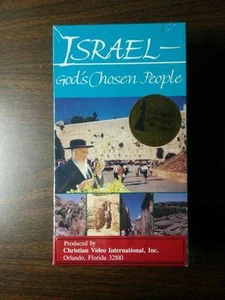 ISRAEL—
God's Chosen People
Produced by
Christian Video International, Inc.
Orlando, Florida 32810